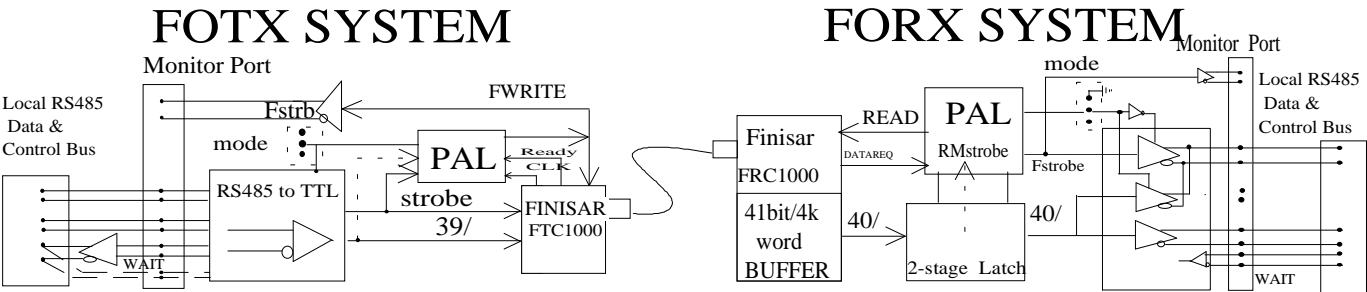 FOTX SYSTEM
Monitor Port
Local RS485
Data &
Control Bus
Fstrb
mode
FWRITE
PAL
Ready
CLK
RS485 to TTL
strobe
39/
FINISAR
FTC1000
WAIT
FORX SYSTEM
Monitor Port
mode
Local RS485
Data &
Control Bus
Finisar
FRC1000
READ
DATAREQ
PAL
RMstrobe
Fstrobe
41bit/4k
word
BUFFER
40/
40/
2-stage Latch
WAIT